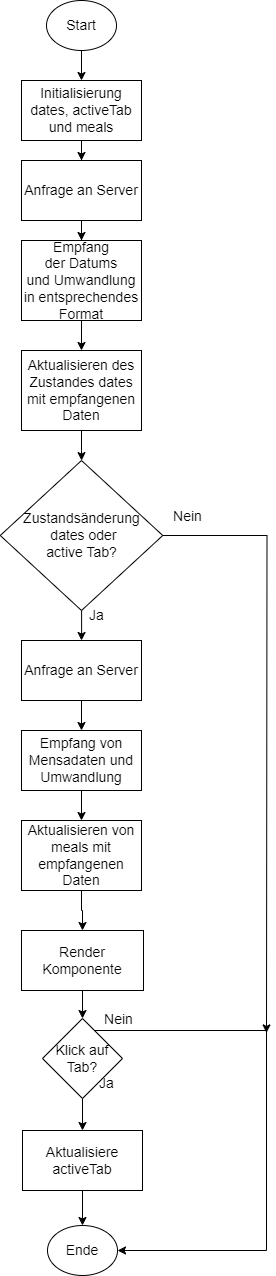 Start
Initialisierung
dates, activeTab
und meals
Anfrage an Server
Empfang
der Datums
und Umwandlung
in entsprechendes
Format
Aktualisieren des
Zustandes dates
mit empfangenen
Daten
Zustandsänderung
dates oder
active Tab?
Nein
Ja
Anfrage an Server
Empfang von
Mensadaten und
Umwandlung
Aktualisieren von
meals mit
empfangenen
Daten
Render
Komponente
Nein
Klick auf
Tab?
Ja
Aktualisiere
activeTab
Ende